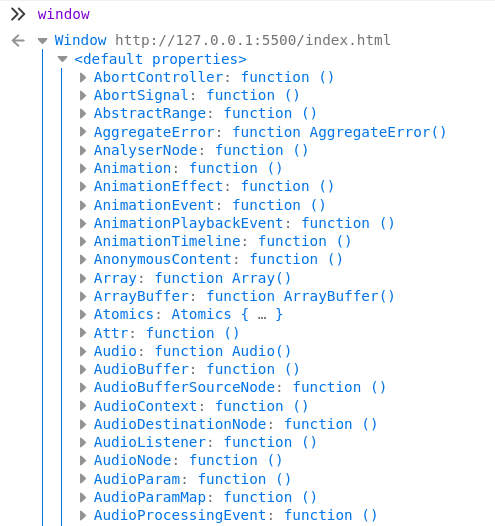 window
Window http://127.0.0.1:5500/index.html
<default properties>
AbortController: function ()
AbortSignal: function ()
AbstractRange: function ()
AggregateError: function AggregateError()
AnalyserNode: function ()
Animation: function ()
AnimationEffect: function ()
AnimationEvent: function ()
AnimationPlaybackEvent: function ()
AnimationTimeline: function ()
AnonymousContent: function ()
Array: function Array()
ArrayBuffer: function ArrayBuffer()
Atomics: Atomics { … }
Attr: function ()
Audio: function Audio()
AudioBuffer: function ()
AudioBufferSourceNode: function ()
AudioContext: function ()
AudioDestinationNode: function ()
AudioListener: function ()
AudioNode: function ()
AudioParam: function ()
AudioParamMap: function ()
AudioProcessingEvent: function ()